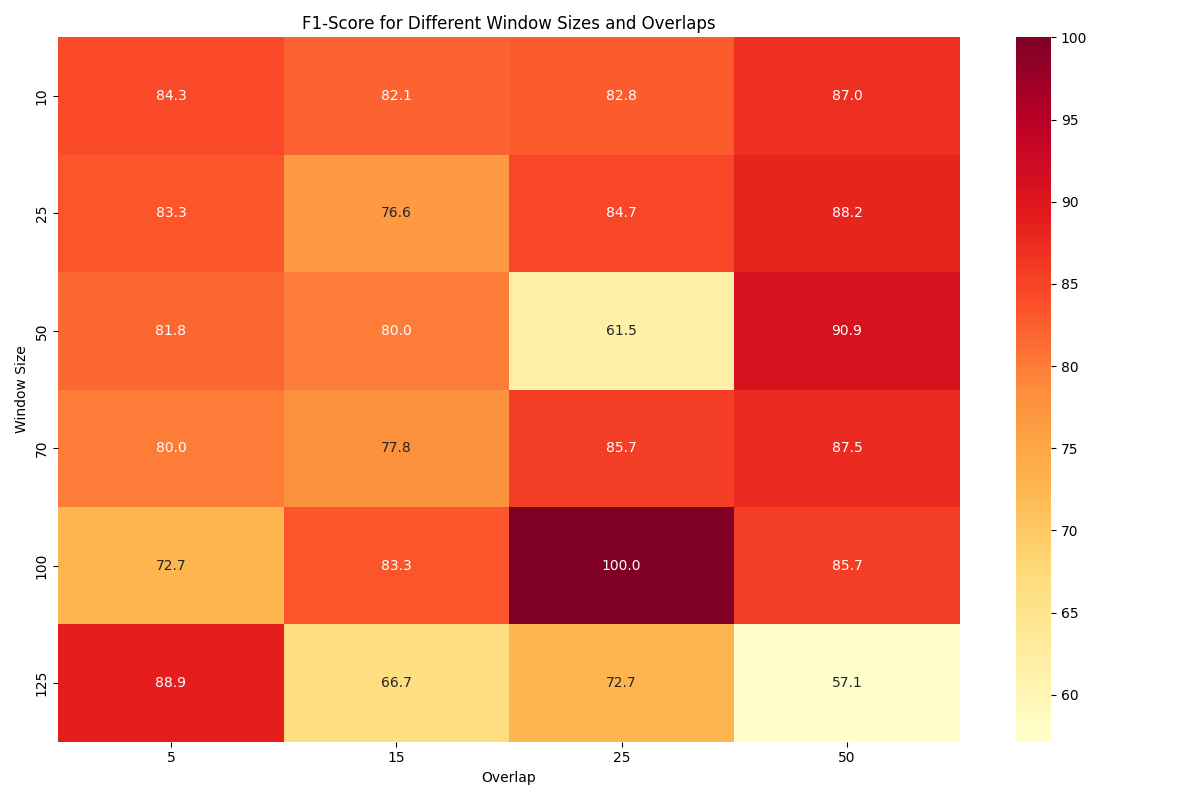 F1-Score for Different Window Sizes and Overlaps
Window Size
10 84.3 82.1 82.8 87.0
25 83.3 76.6 84.7 88.2
50 81.8 80.0 61.5 90.9
70 80.0 77.8 85.7 87.5
100 72.7 83.3 100.0 85.7
125 88.9 66.7 72.7 57.1
5 15 25 50
Overlap
100
95
90
85
80
75
70
65
60